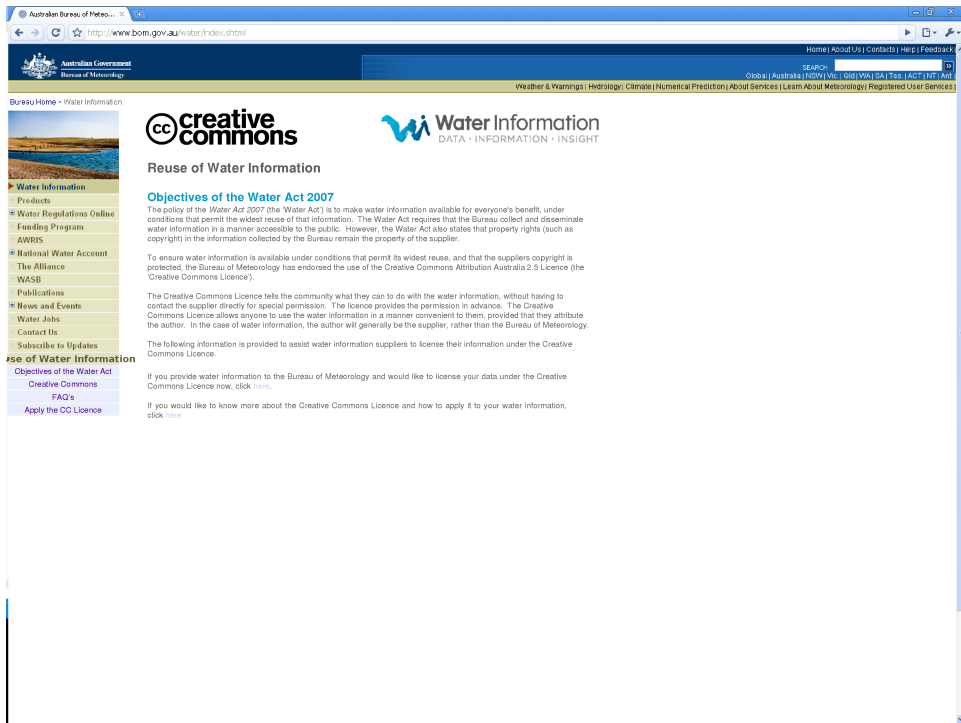 Australian Bureau of Meteo...
http://www.bom.gov.au/water/index.shtml
Home | About Us | Contacts | Help | Feedback |
Australian Government
Bureau of Meteorology
SEARCH
Global | Australia | NSW | Vic. | Qld | WA | SA | Tas. | ACT | NT | Ant.
Weather & Warnings | Hydrology | Climate | Numerical Prediction | About Services | Learn About Meteorology | Registered User Services |
Bureau Home > Water Information
cc creative
commons
Water Information
DATA • INFORMATION • INSIGHT
Water Information
Products
Water Regulations Online
Funding Program
AWRIS
National Water Account
The Alliance
WASB
Publications
News and Events
Water Jobs
Contact Us
Subscribe to Updates
se of Water Information
Objectives of the Water Act
Creative Commons
FAQ's
Apply the CC Licence
Reuse of Water Information
Objectives of the Water Act 2007
The policy of the Water Act 2007 (the 'Water Act') is to make water information available for everyone's benefit, under
conditions that permit the widest reuse of that information. The Water Act requires that the Bureau collect and disseminate
water information in a manner accessible to the public. However, the Water Act also states that property rights (such as
copyright) in the information collected by the Bureau remain the property of the supplier.
To ensure water information is available under conditions that permit its widest reuse, and that the suppliers copyright is
protected, the Bureau of Meteorology has endorsed the use of the Creative Commons Attribution Australia 2.5 Licence (the
'Creative Commons Licence').
The Creative Commons Licence tells the community what they can to do with the water information, without having to
contact the supplier directly for special permission. The licence provides the permission in advance. The Creative
Commons Licence allows anyone to use the water information in a manner convenient to them, provided that they attribute
the author. In the case of water information, the author will generally be the supplier, rather than the Bureau of Meteorology.
The following information is provided to assist water information suppliers to license their information under the Creative
Commons Licence.
If you provide water information to the Bureau of Meteorology and would like to license your data under the Creative
Commons Licence now, click here.
If you would like to know more about the Creative Commons Licence and how to apply it to your water information,
click here